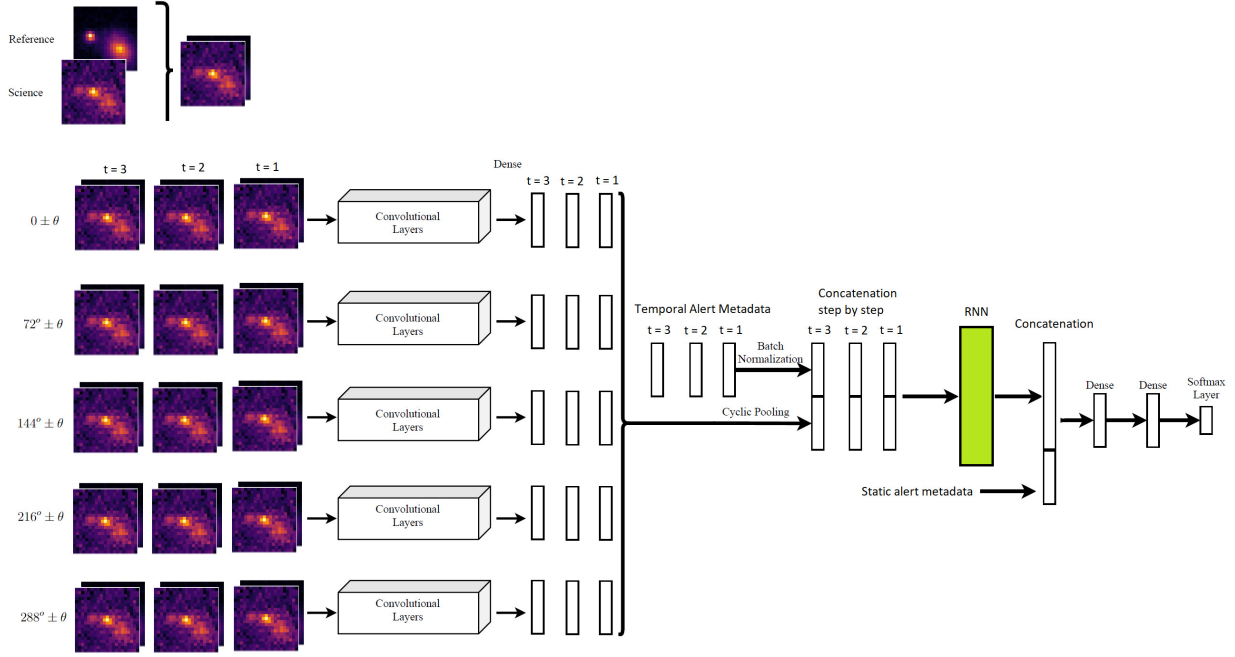 Reference
Science
t = 3
t = 2
t = 1
Dense
t = 3
t = 2
t = 1
0 ± θ
Convolutional
Layers
72° ± θ
Convolutional
Layers
144° ± θ
Convolutional
Layers
216° ± θ
Convolutional
Layers
288° ± θ
Convolutional
Layers
Temporal Alert Metadata
t = 3
t = 2
t = 1
Batch
Normalization
Cyclic Pooling
Concatenation
step by step
t = 3
t = 2
t = 1
RNN
Concatenation
Static alert metadata
Dense
Dense
Softmax
Layer